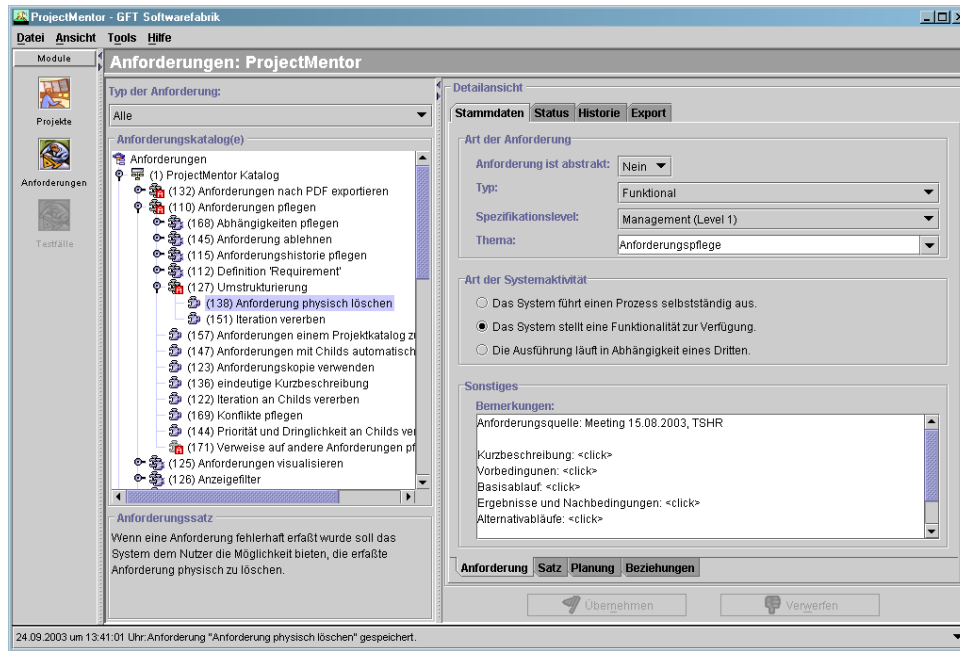 ProjectMentor - GFT Softwarefabrik
Datei Ansicht Tools Hilfe
Module
Projekte
Anforderungen
Testfälle
Anforderungen: ProjectMentor
Typ der Anforderung:
Alle
Anforderungskatalog(e)
Anforderungen
(1) ProjectMentor Katalog
(132) Anforderungen nach PDF exportieren
(110) Anforderungen pflegen
(168) Abhängigkeiten pflegen
(145) Anforderung ablehnen
(115) Anforderungshistorie pflegen
(112) Definition 'Requirement'
(127) Umstrukturierung
(138) Anforderung physisch löschen
(151) Iteration vererben
(157) Anforderungen einem Projektkatalog
(147) Anforderungen mit Childs automatisch
(123) Anforderungskopie verwenden
(136) eindeutige Kurzbeschreibung
(122) Iteration an Childs vererben
(169) Konflikte pflegen
(144) Priorität und Dringlichkeit an Childs
(171) Verweise auf andere Anforderungen
(125) Anforderungen visualisieren
(126) Anzeigefilter
Anforderungssatz
Wenn eine Anforderung fehlerhaft erfaßt wurde soll das
System dem Nutzer die Möglichkeit bieten, die erfaßte
Anforderung physisch zu löschen.
Detailansicht
Stammdaten Status Historie Export
Art der Anforderung
Anforderung ist abstrakt: Nein
Typ: Funktional
Spezifikationslevel: Management (Level 1)
Thema: Anforderungspflege
Art der Systemaktivität
Das System führt einen Prozess selbstständig aus.
Das System stellt eine Funktionalität zur Verfügung.
Die Ausführung läuft in Abhängigkeit eines Dritten.
Sonstiges
Bemerkungen:
Anforderungsquelle: Meeting 15.08.2003, TSHR
Kurzbeschreibung: <click>
Vorbedingunen: <click>
Basisablauf: <click>
Ergebnisse und Nachbedingungen: <click>
Alternativabläufe: <click>
Anforderung Satz Planung Beziehungen
Übernehmen Verwerfen
24.09.2003 um 13:41:01 Uhr:Anforderung "Anforderung physisch löschen" gespeichert.